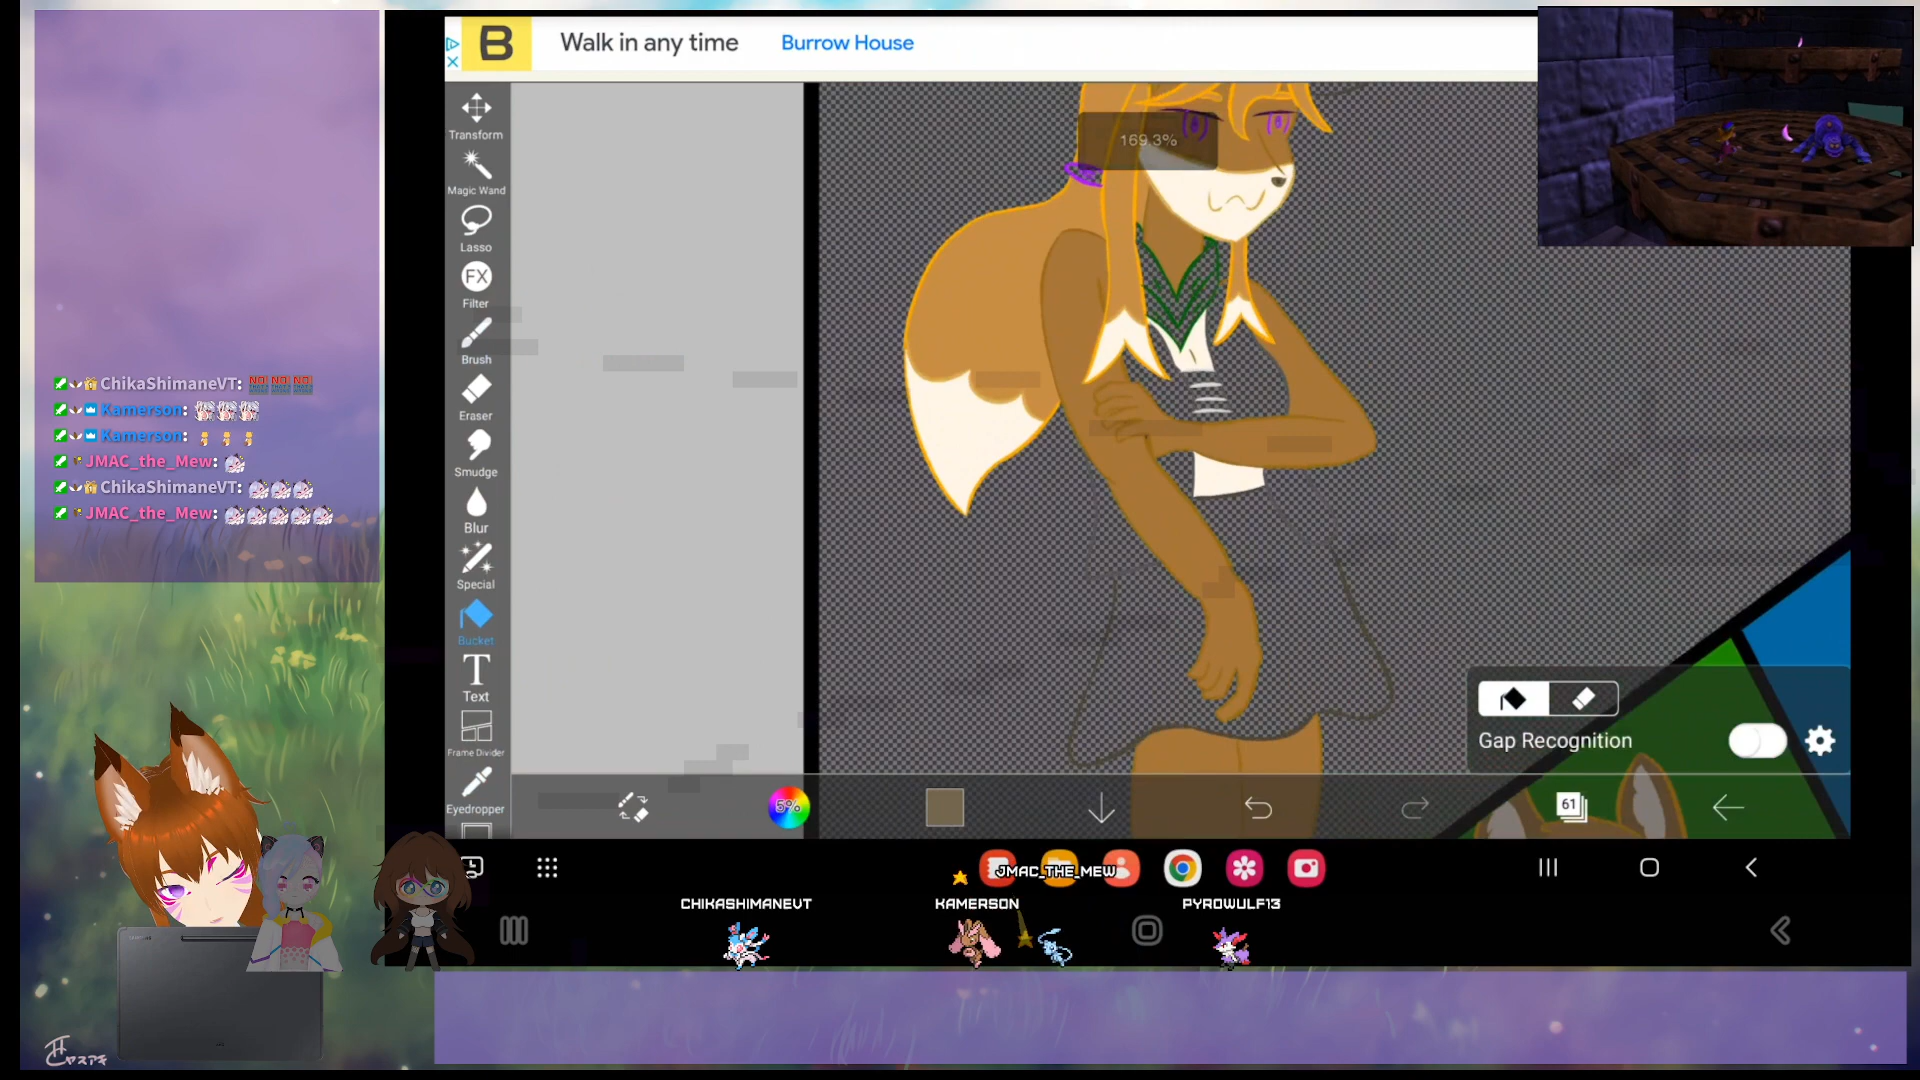 B
Walk in any time
Burrow House
Transform
Magic Wand
Lasso
FX
Filter
Brush
Eraser
Smudge
Blur
Special
Bucket
T
Text
Frame Divider
Eyedropper
169.3%
ChikaShimaneVT:
Kamerson:
Kamerson:
JMAC_the_Mew:
ChikaShimaneVT:
JMAC_the_Mew:
Gap Recognition
5%
61
JMAC_THE_MEW
CHIKASHIMANEVT
KAMERSON
PYROWULF13
SAMSUNG